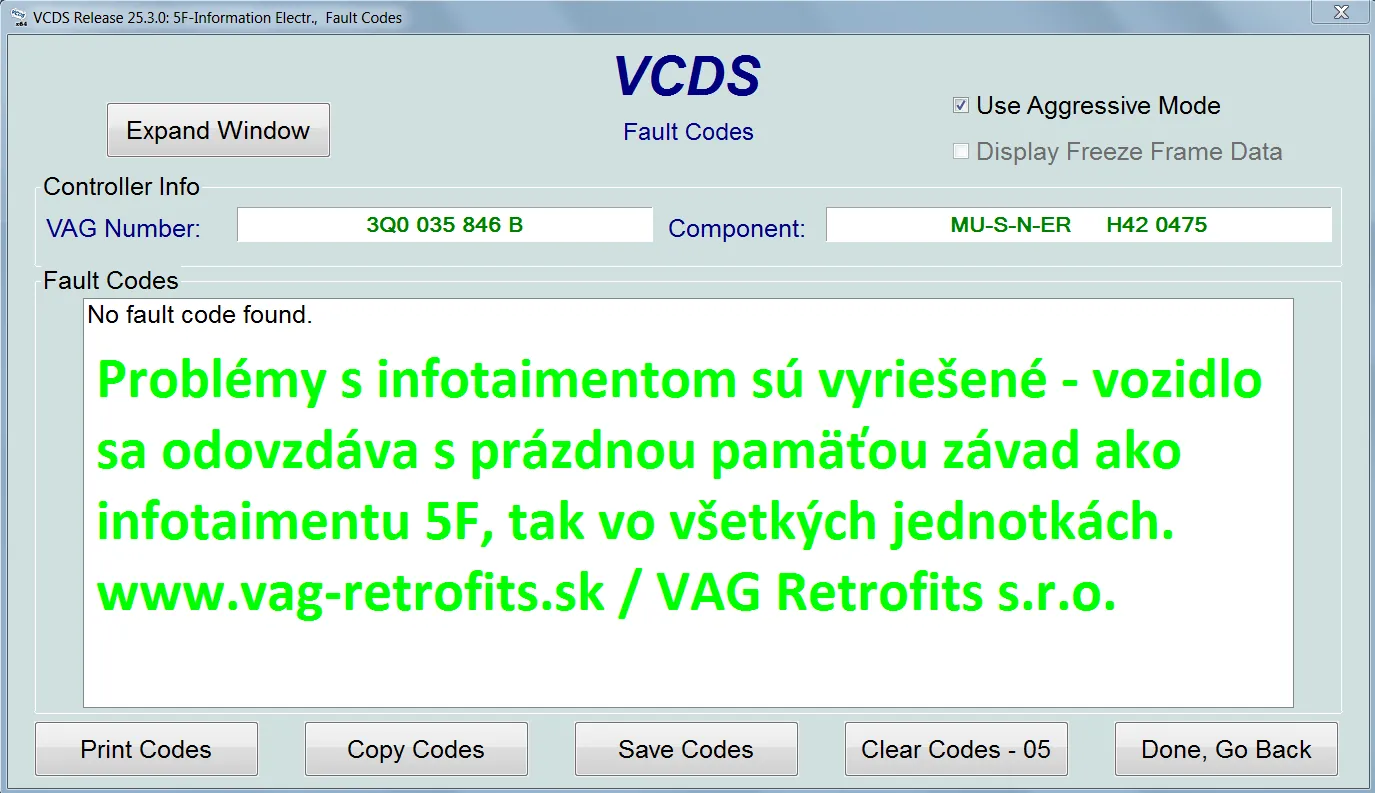 VCDS Release 25.3.0: 5F-Information Electr.,  Fault Codes
VCDS
Fault Codes
Expand Window
Use Aggressive Mode
Display Freeze Frame Data
Controller Info
VAG Number:
3Q0 035 846 B
Component:
MU-S-N-ER      H42 0475
Fault Codes
No fault code found.
Problémy s infotaimentom sú vyriešené - vozidlo
sa odovzdáva s prázdnou pamäťou závad ako
infotaimentu 5F, tak vo všetkých jednotkách.
www.vag-retrofits.sk / VAG Retrofits s.r.o.
Print Codes
Copy Codes
Save Codes
Clear Codes - 05
Done, Go Back